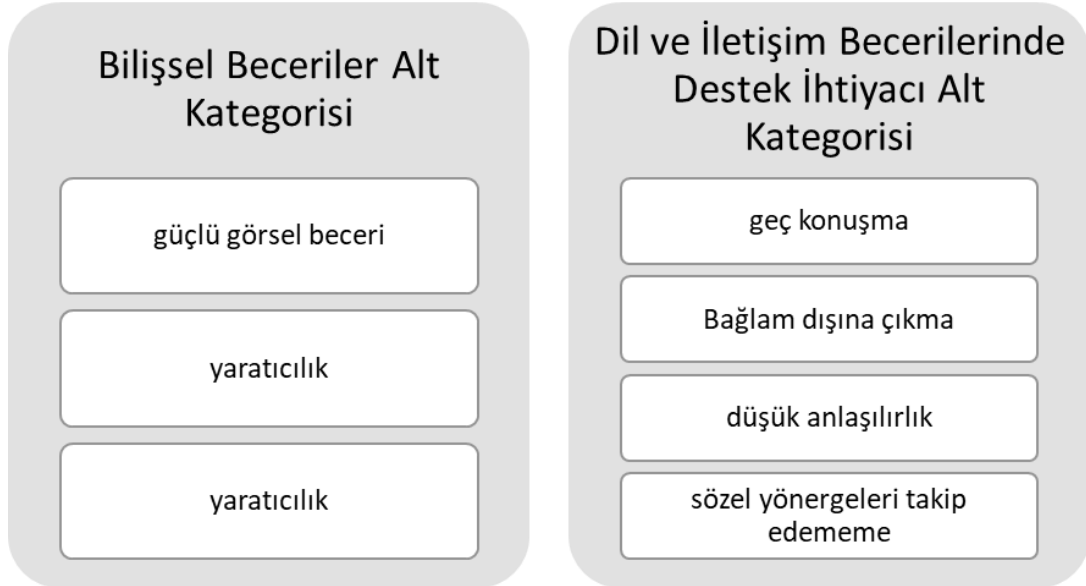 Bilişsel Beceriler Alt
Kategorisi
güçlü görsel beceri
yaratıcılık
yaratıcılık
Dil ve İletişim Becerilerinde
Destek İhtiyacı Alt
Kategorisi
geç konuşma
Bağlam dışına çıkma
düşük anlaşılırlık
sözel yönergeleri takip
edememe